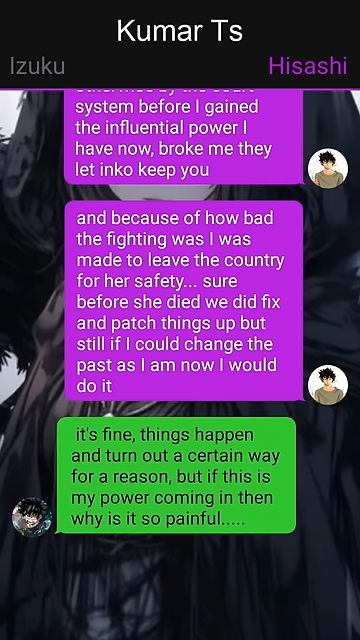 Kumar Ts
Izuku
Hisashi
system before I gained
the influential power I
have now, broke me they
let inko keep you
and because of how bad
the fighting was I was
made to leave the country
for her safety... sure
before she died we did fix
and patch things up but
still if I could change the
past as I am now I would
do it
it's fine, things happen
and turn out a certain way
for a reason, but if this is
my power coming in then
why is it so painful.....